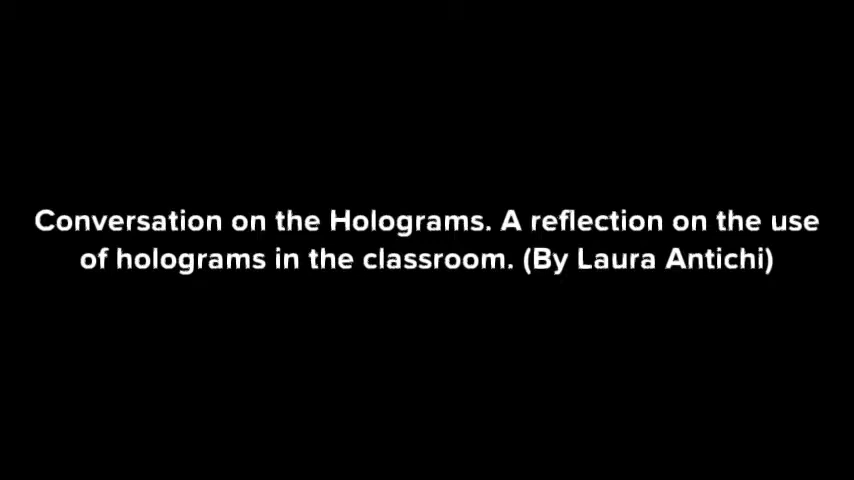 Conversation on the Holograms. A reflection on the use
of holograms in the classroom. (By Laura Antichi)